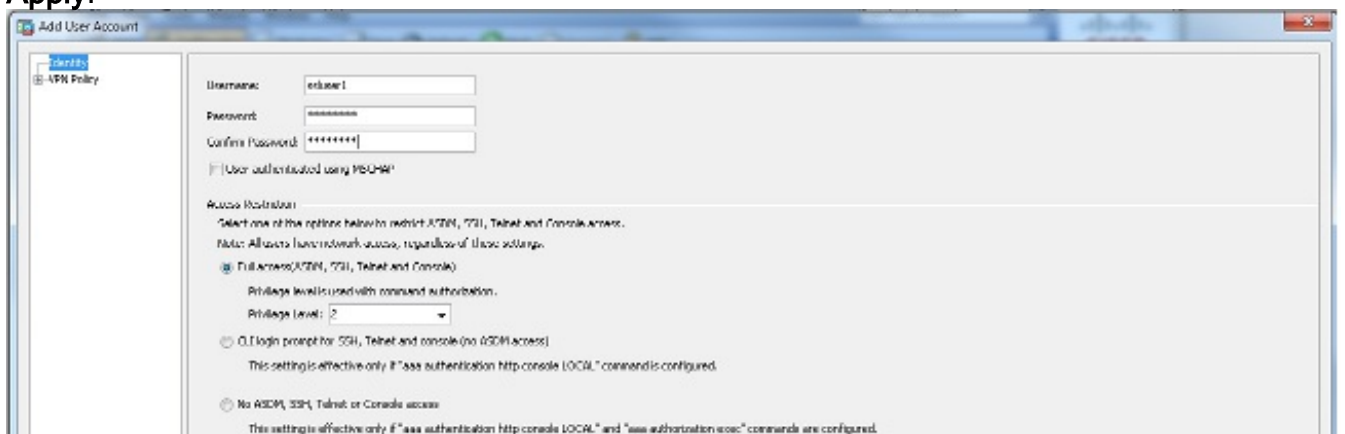 Apply.
Add User Account
Identity
VPN Policy
Username:
Password:
********
Confirm Password:
********
User authenticated using MSCHAP
Access Restriction
Select one of the options below to restrict ASDM, SSH, Telnet and Console access.
Note: All users have network access, regardless of these settings.
Full access(ASDM, SSH, Telnet and Console)
Privilege level is used with command authorization.
Privilege Level: 2
CLI login prompt for SSH, Telnet and console (no ASDM access)
This setting is effective only if "aaa authentication http console LOCAL" command is configured.
No ASDM, SSH, Telnet or Console access
This setting is effective only if "aaa authentication http console LOCAL" and "aaa authorization exec" commands are configured.